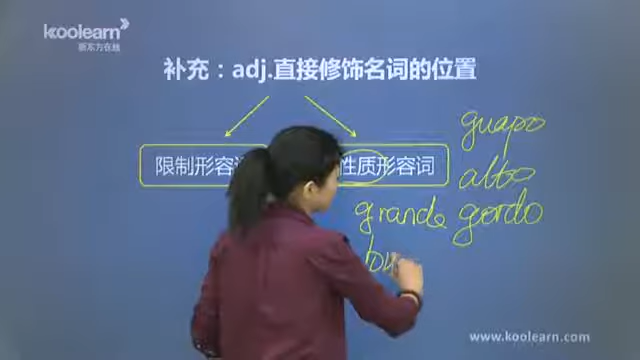 koolearn
新东方在线
补充：adj.直接修饰名词的位置
限制形容
性质形容词
guapo
alto
grande gordo
bu
www.koolearn.com